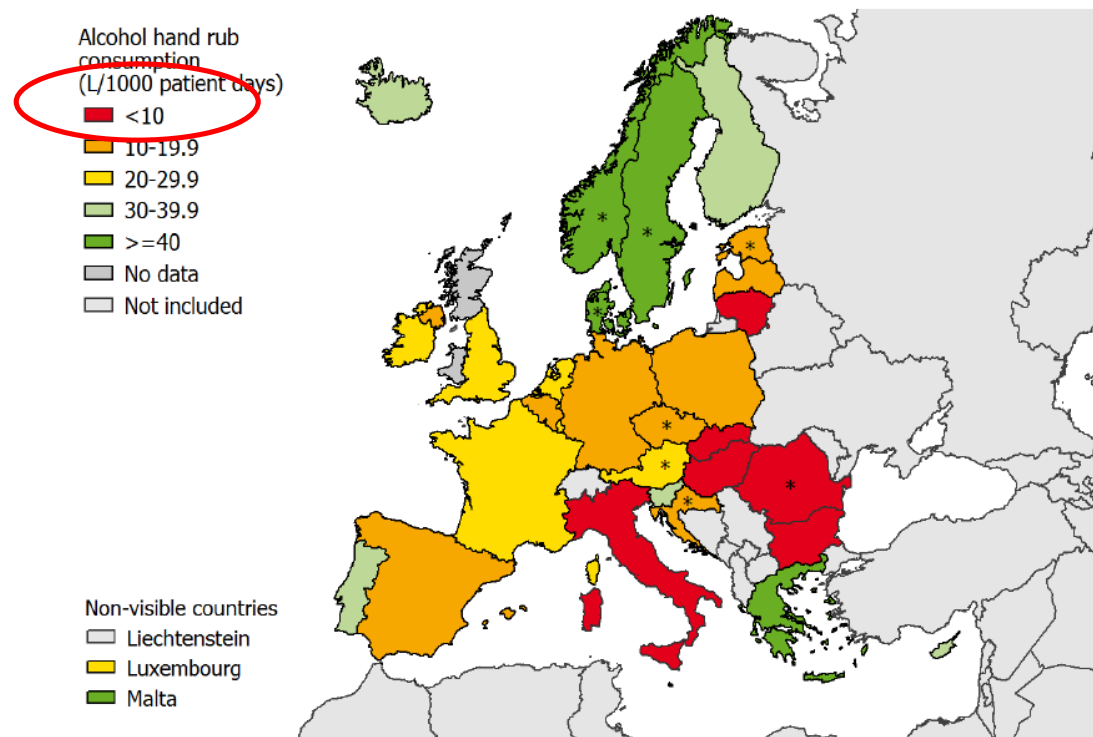 Alcohol hand rub
consumption
(L/1000 patient days)
<10
10-19.9
20-29.9
30-39.9
>=40
No data
Not included
*
*
*
*
*
*
*
*
Non-visible countries
Liechtenstein
Luxembourg
Malta